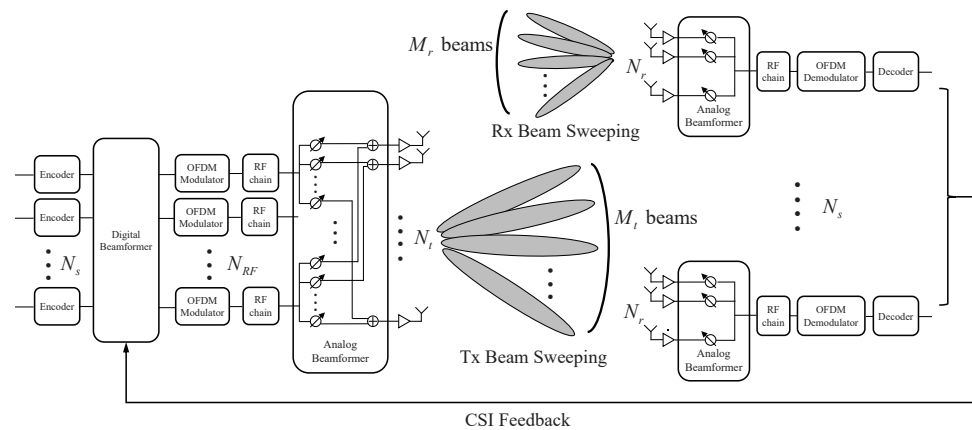 M_r beams
N_r
Analog
Beamformer
RF
chain
OFDM
Demodulator
Decoder
Rx Beam Sweeping
Encoder
Encoder
N_s
Encoder
Digital
Beamformer
OFDM
Modulator
OFDM
Modulator
N_RF
OFDM
Modulator
RF
chain
RF
chain
RF
chain
Analog
Beamformer
N_t
M_t beams
Tx Beam Sweeping
N_s
N_r
Analog
Beamformer
RF
chain
OFDM
Demodulator
Decoder
CSI Feedback